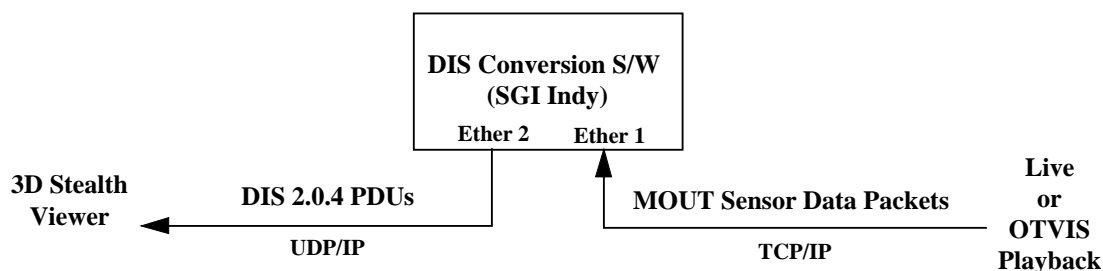 DIS Conversion S/W
(SGI Indy)
Ether 2
Ether 1
3D Stealth
Viewer
DIS 2.0.4 PDUs
UDP/IP
MOUT Sensor Data Packets
TCP/IP
Live
or
OTVIS
Playback